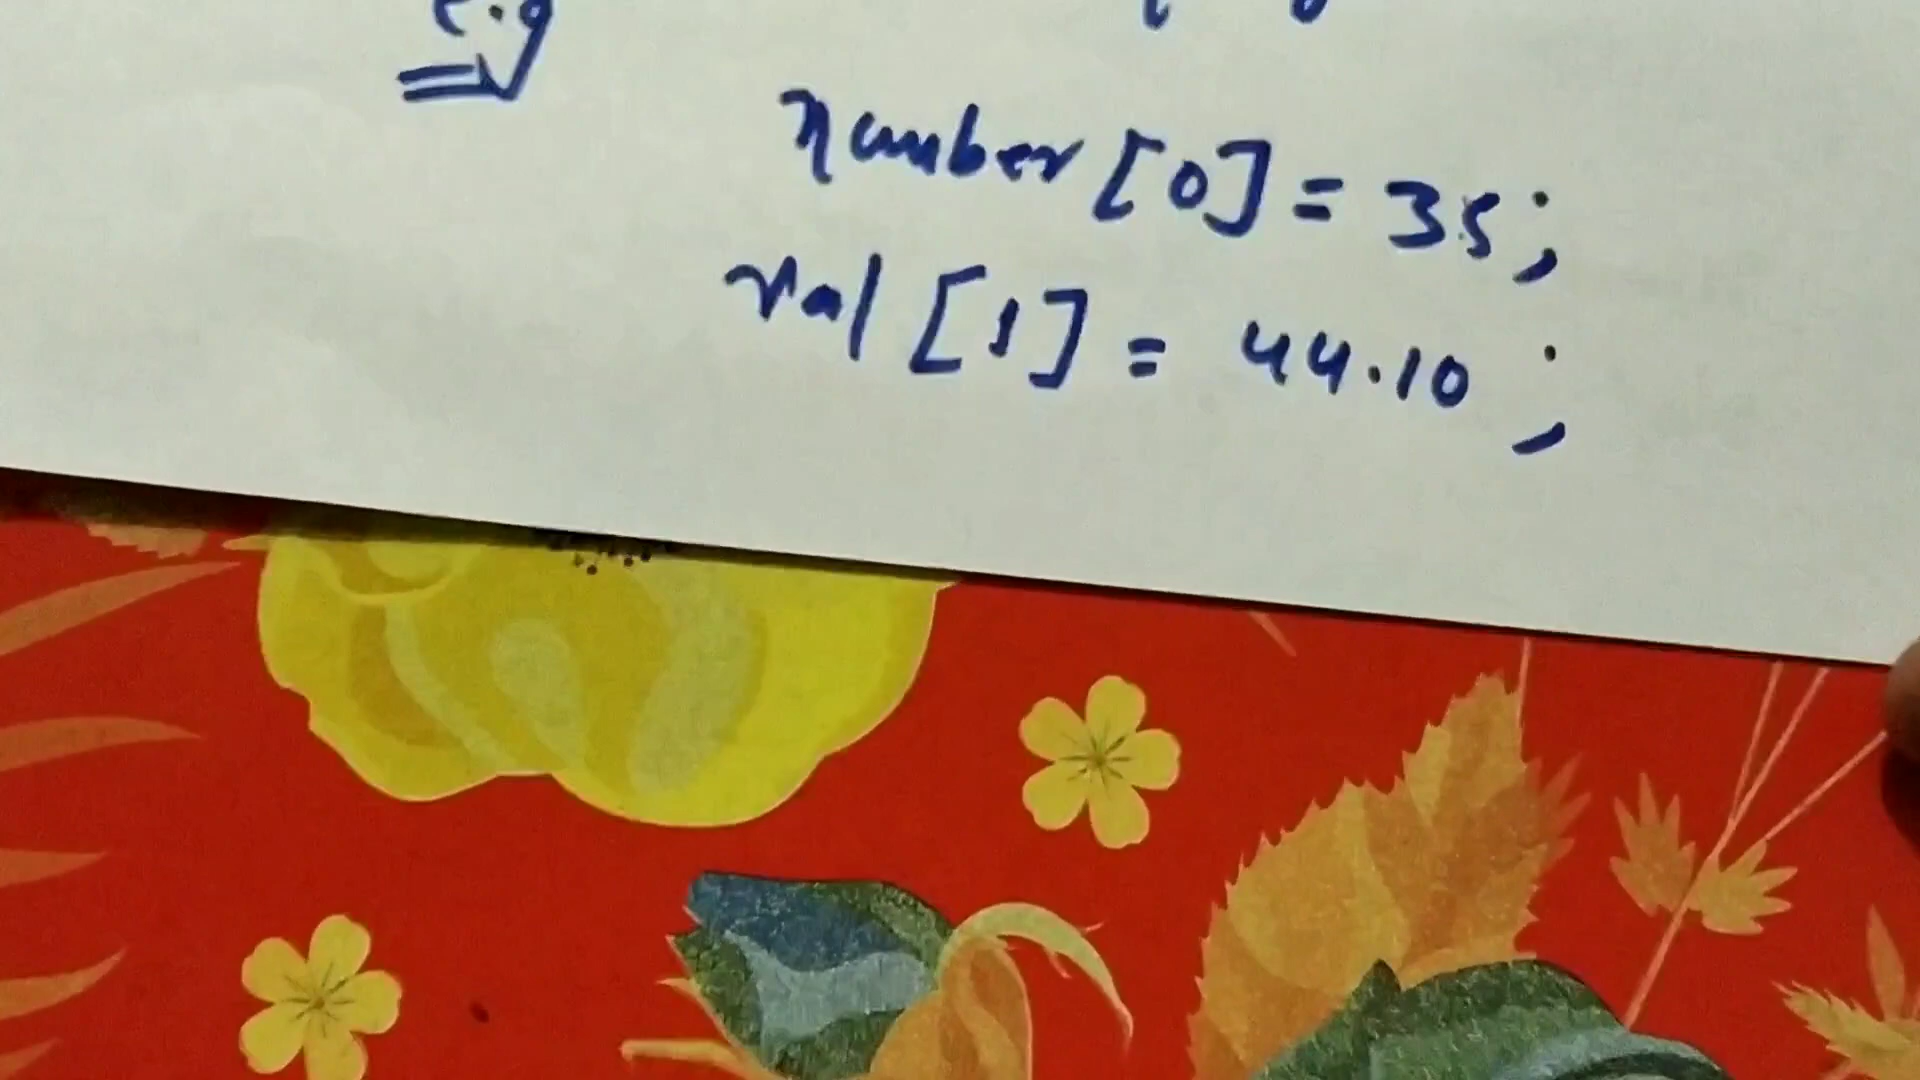 e.g
number[0] = 35;
val[1] = 44.10;